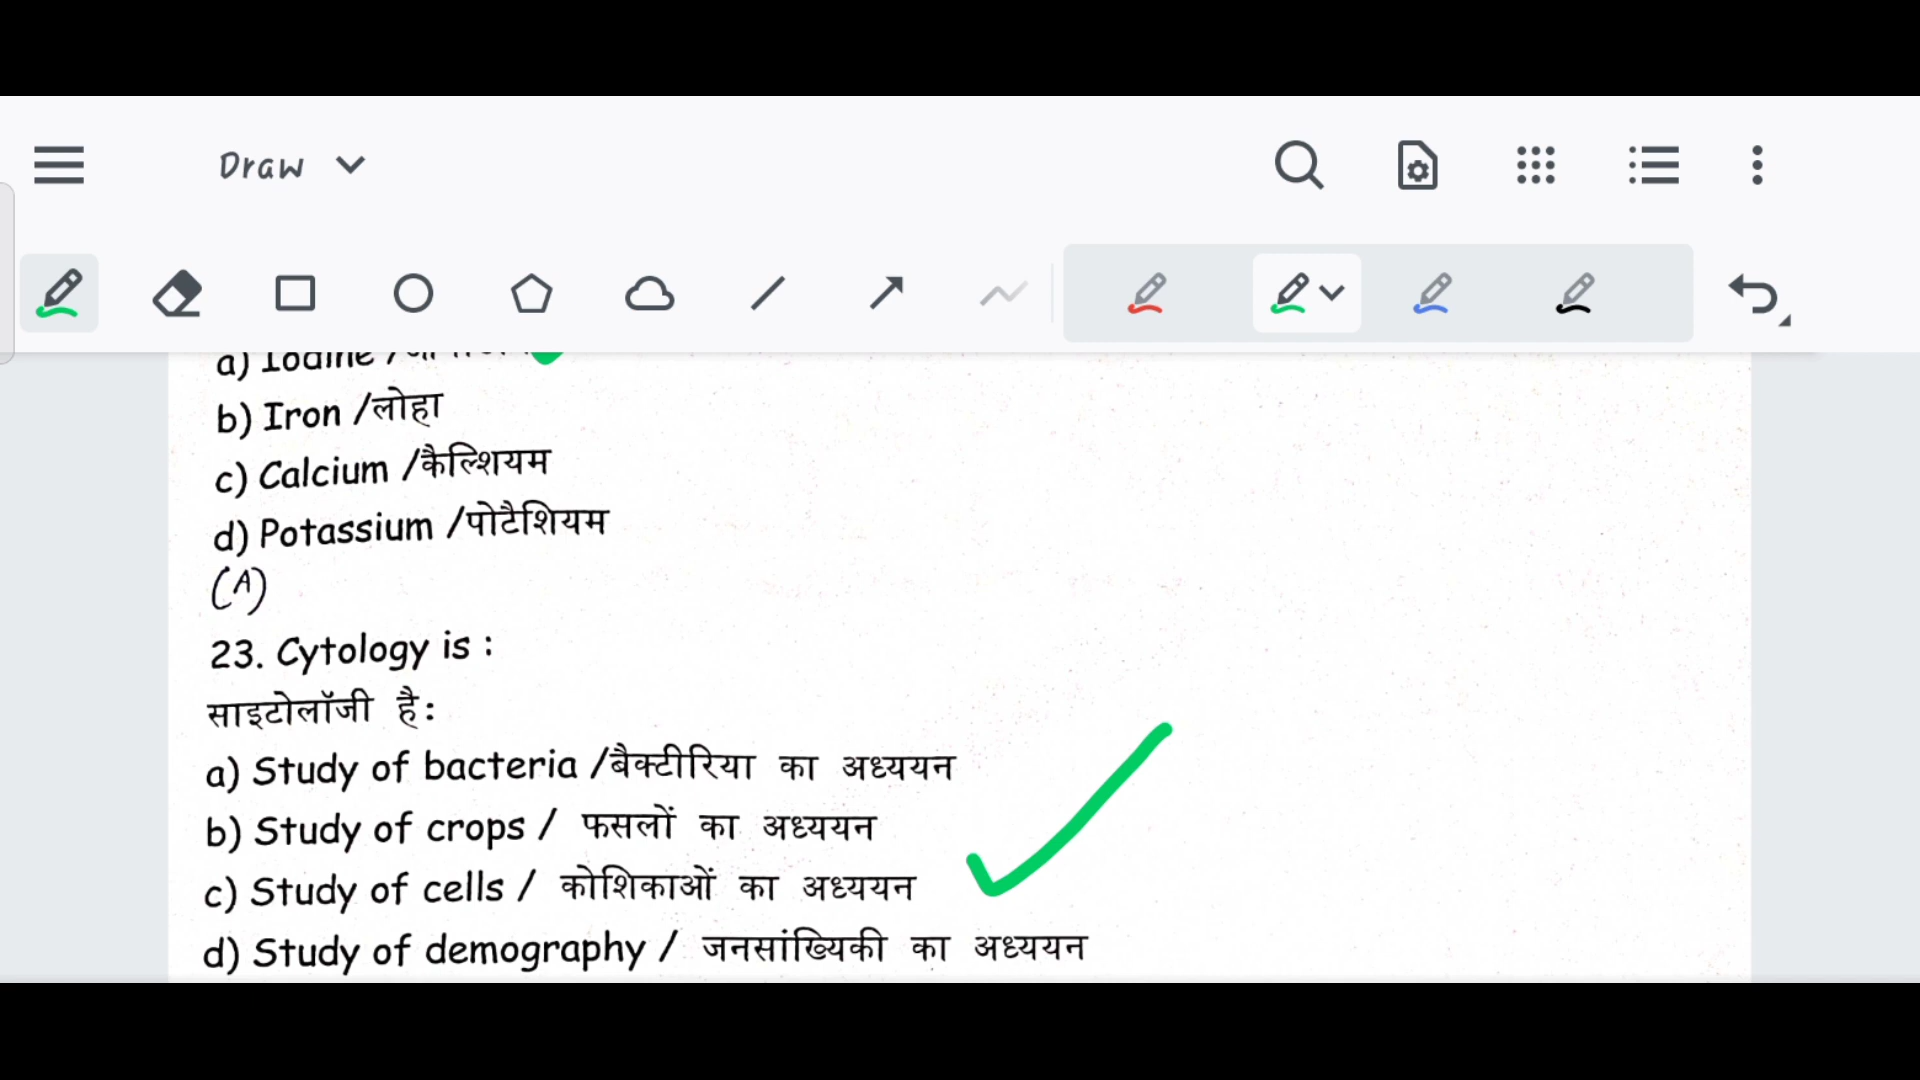 Draw
a) Iodine /
b) Iron /लोहा
c) Calcium /कैल्शियम
d) Potassium /पोटैशियम
(A)
23. Cytology is :
साइटोलॉजी है:
a) Study of bacteria /बैक्टीरिया का अध्ययन
b) Study of crops / फसलों का अध्ययन
c) Study of cells / कोशिकाओं का अध्ययन
d) Study of demography / जनसांख्यिकी का अध्ययन